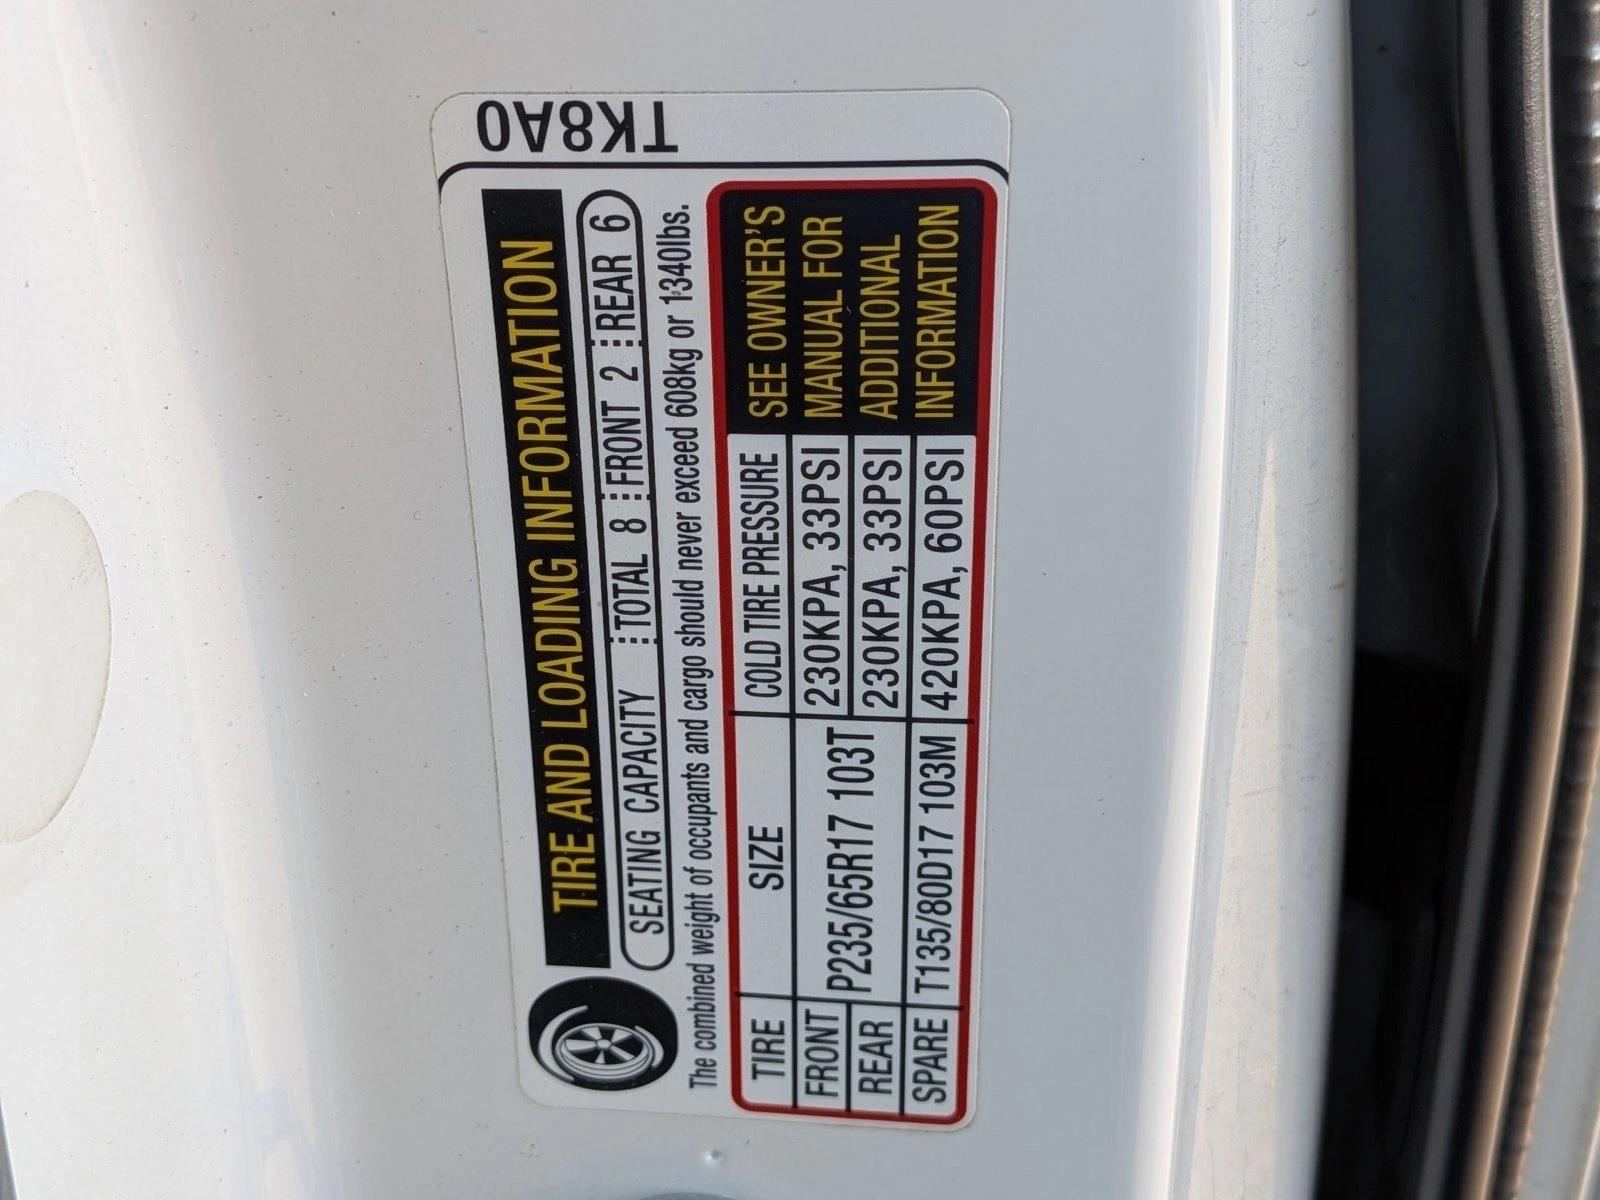 TK8A0
TIRE AND LOADING INFORMATION
SEATING CAPACITY TOTAL 8 FRONT 2 REAR 6
The combined weight of occupants and cargo should never exceed 608kg or 1340lbs.
TIRE SIZE COLD TIRE PRESSURE
FRONT P235/65R17 103T 230KPA, 33PSI
REAR 230KPA, 33PSI
SPARE T135/80D17 103M 420KPA, 60PSI
SEE OWNER'S
MANUAL FOR
ADDITIONAL
INFORMATION